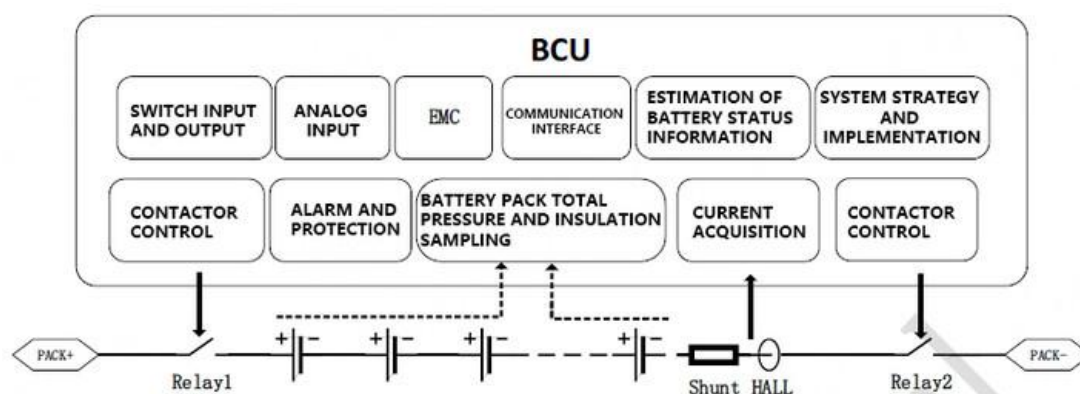 BCU
SWITCH INPUT
AND OUTPUT
ANALOG
INPUT
EMC
COMMUNICATION
INTERFACE
ESTIMATION OF
BATTERY STATUS
INFORMATION
SYSTEM STRATEGY
AND
IMPLEMENTATION
CONTACTOR
CONTROL
ALARM AND
PROTECTION
BATTERY PACK TOTAL
PRESSURE AND INSULATION
SAMPLING
CURRENT
ACQUISITION
CONTACTOR
CONTROL
+ − + − + − + −
PACK+
PACK−
Relay1
Shunt HALL
Relay2